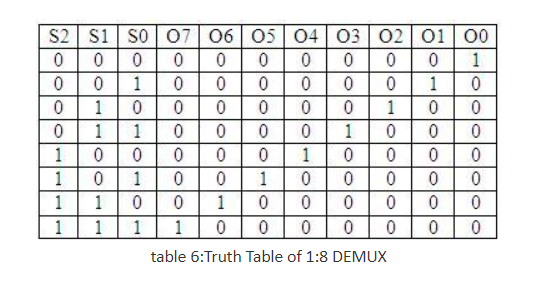 S2 S1 S0 O7 O6 O5 O4 O3 O2 O1 O0
0 0 0 0 0 0 0 0 0 0 1
0 0 1 0 0 0 0 0 0 1 0
0 1 0 0 0 0 0 0 1 0 0
0 1 1 0 0 0 0 1 0 0 0
1 0 0 0 0 0 1 0 0 0 0
1 0 1 0 0 1 0 0 0 0 0
1 1 0 0 1 0 0 0 0 0 0
1 1 1 1 0 0 0 0 0 0 0
table 6:Truth Table of 1:8 DEMUX